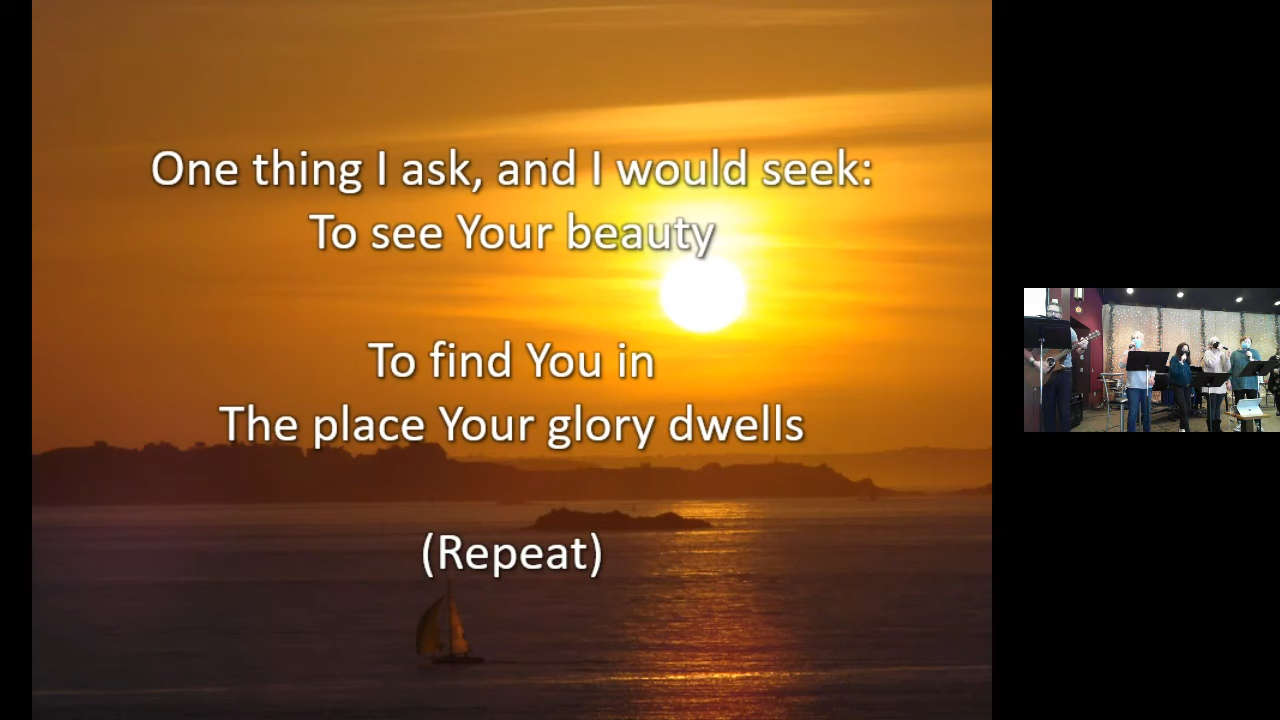 One thing I ask, and I would seek:
To see Your beauty
To find You in
The place Your glory dwells
(Repeat)